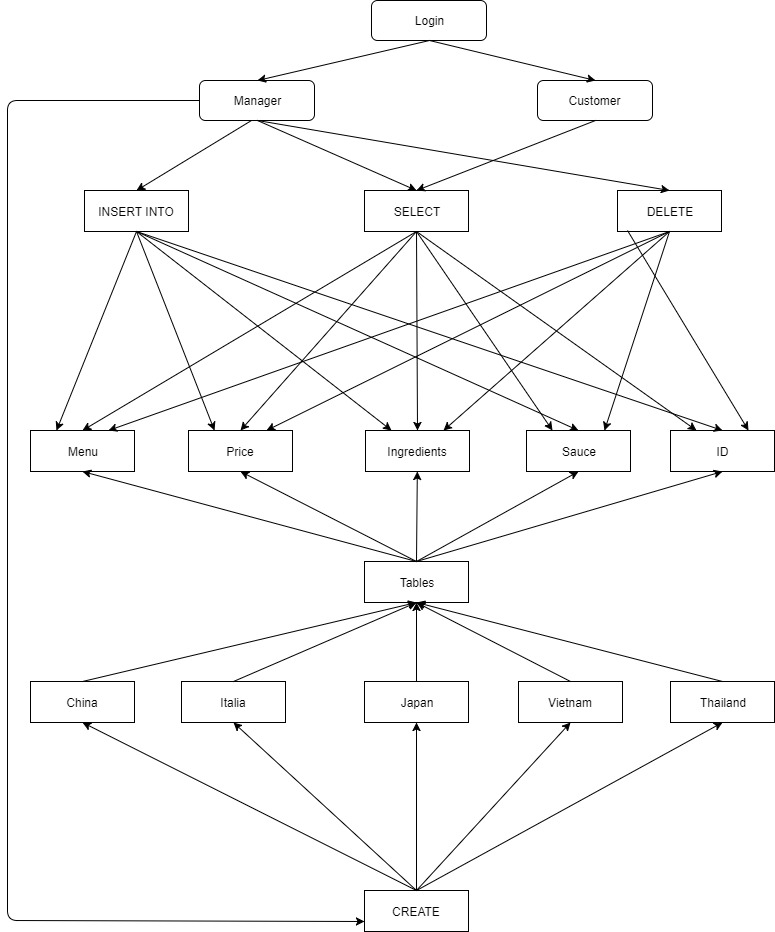 Login
Manager
Customer
INSERT INTO
SELECT
DELETE
Menu
Price
Ingredients
Sauce
ID
Tables
China
Italia
Japan
Vietnam
Thailand
CREATE